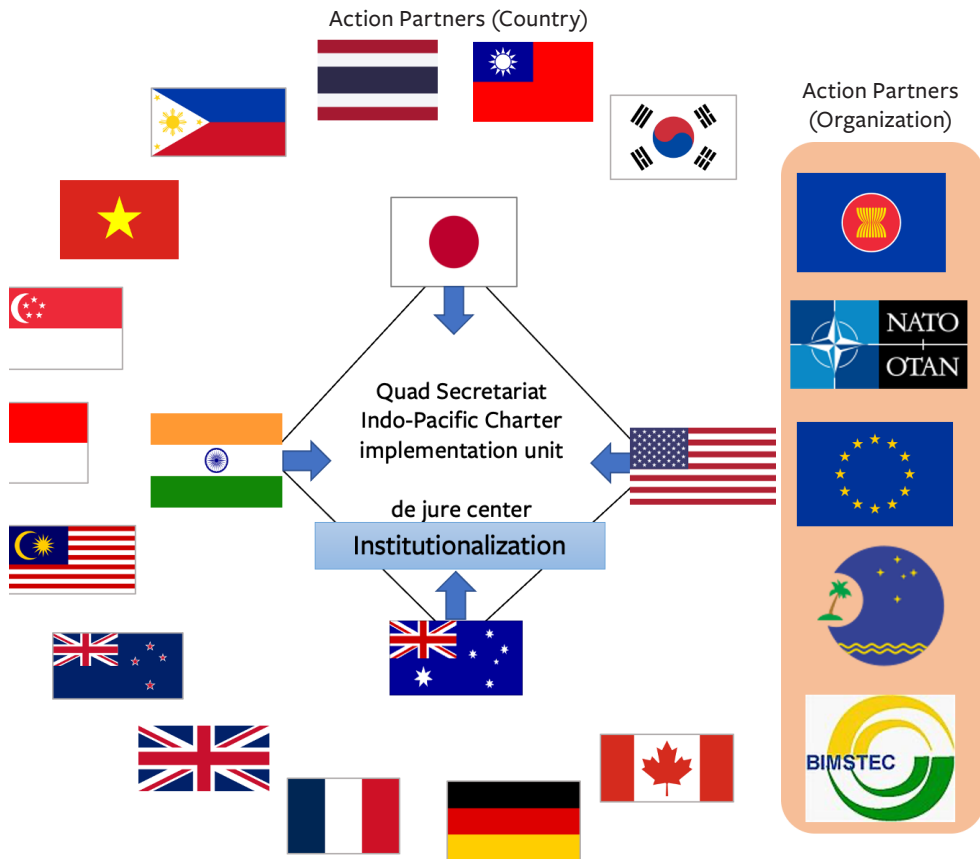 Action Partners (Country)
Action Partners
(Organization)
NATO
OTAN
Quad Secretariat
Indo-Pacific Charter
implementation unit
de jure center
Institutionalization
BIMSTEC